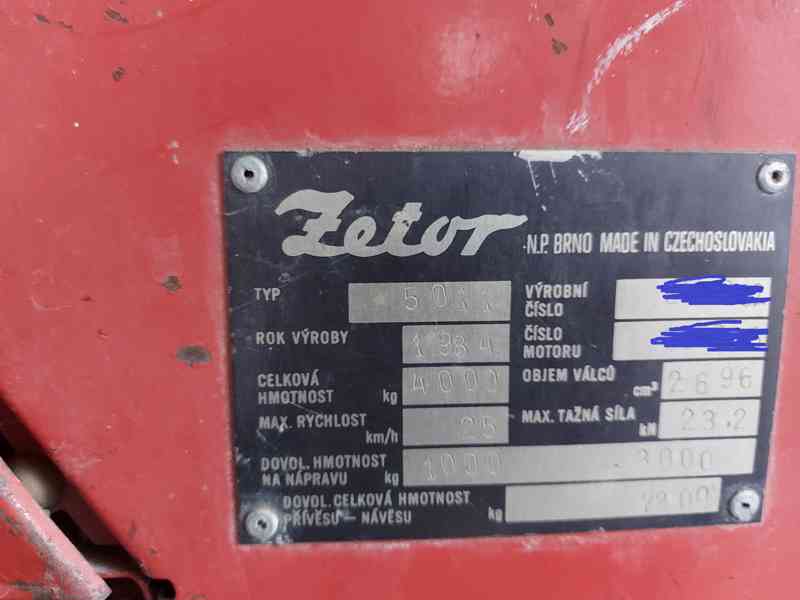 Zetor N.P. BRNO MADE IN CZECHOSLOVAKIA
TYP
VÝROBNÍ ČÍSLO
ROK VÝROBY 1984
ČÍSLO MOTORU
CELKOVÁ HMOTNOST kg 4000
OBJEM VÁLCŮ cm³ 2696
MAX. RYCHLOST km/h 25
MAX. TAŽNÁ SÍLA kN 23.2
DOVOL. HMOTNOST NA NÁPRAVU kg 1000 3000
DOVOL. CELKOVÁ HMOTNOST PŘÍVĚSU – NÁVĚSU kg